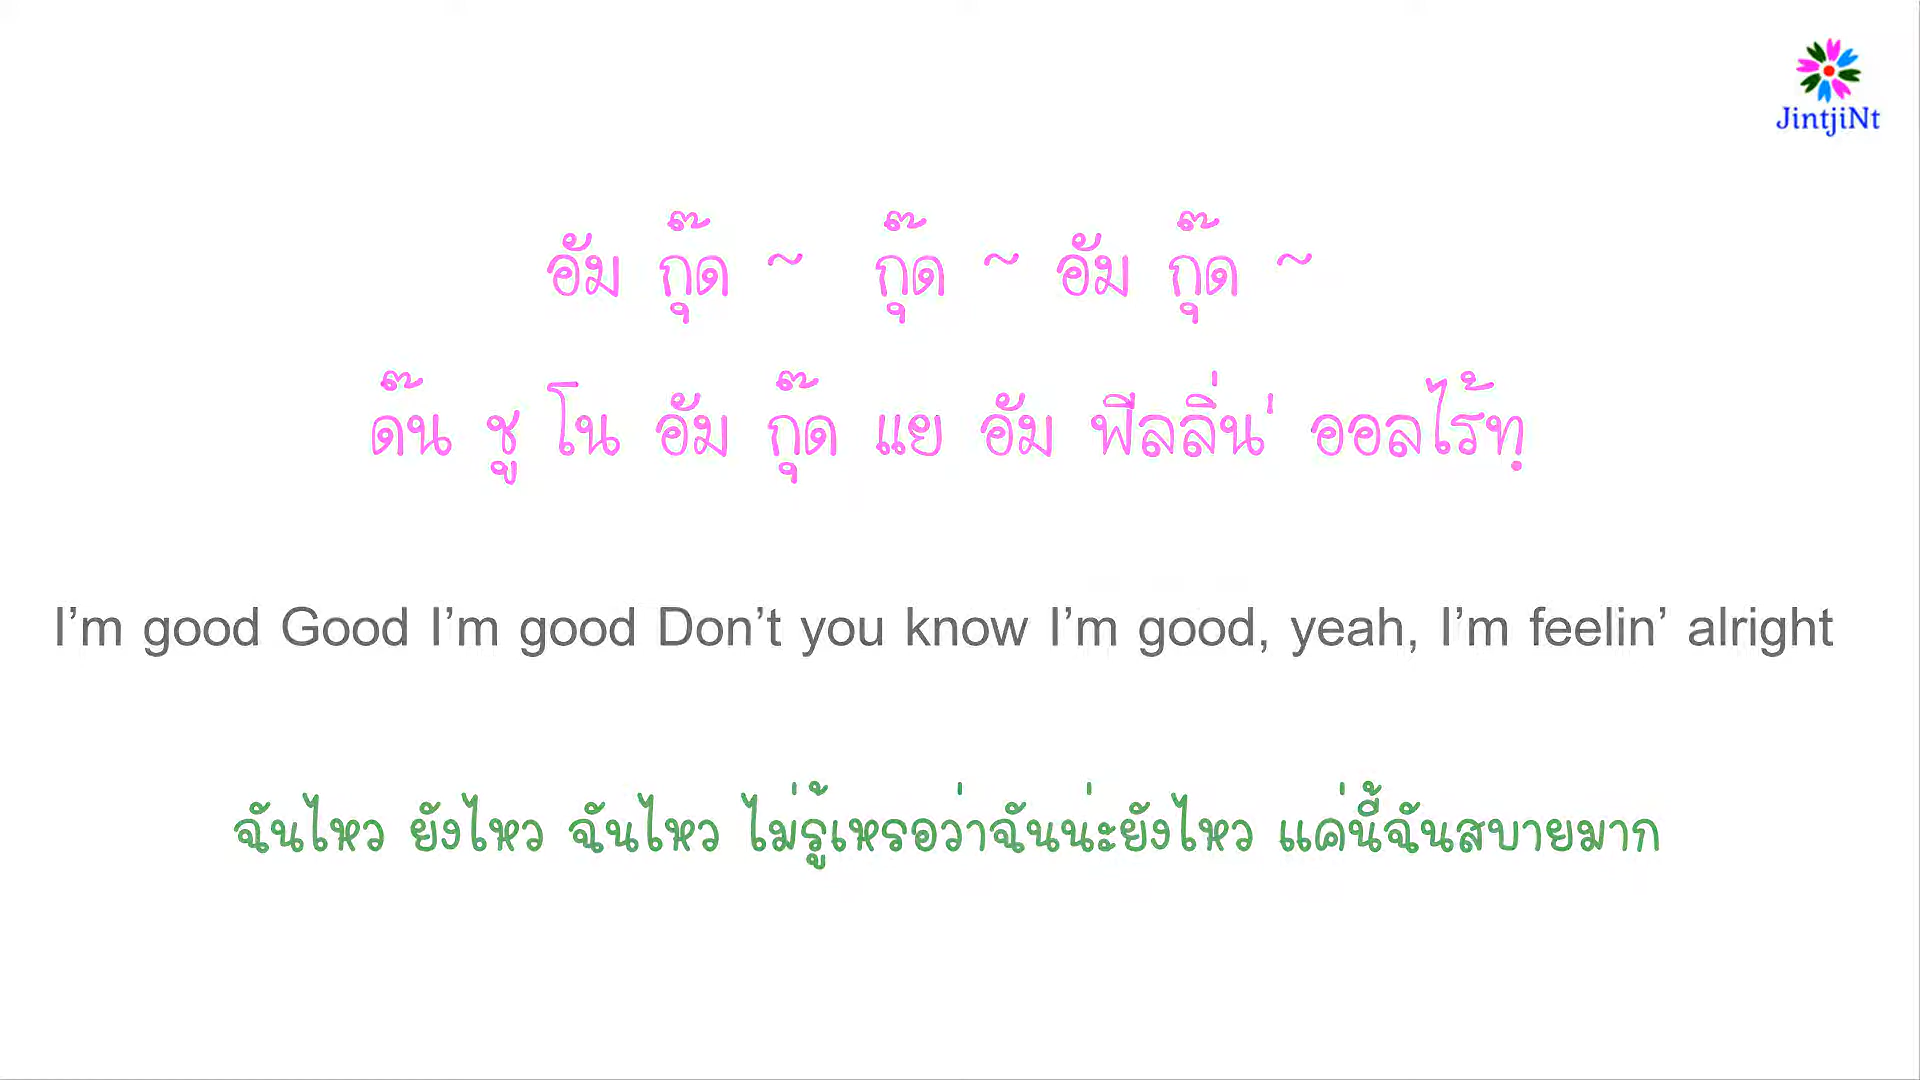 JintjiNt
อัม กุ๊ด ~ กุ๊ด ~ อัม กุ๊ด ~
ด๊น ชู โน อัม กุ๊ด แย อัม ฟีลลิ่น' ออลไร้ทฺ
I’m good Good I’m good Don’t you know I’m good, yeah, I’m feelin’ alright
ฉันไหว ยังไหว ฉันไหว ไม่รู้เหรอว่าฉันน่ะยังไหว แค่นี้ฉันสบายมาก